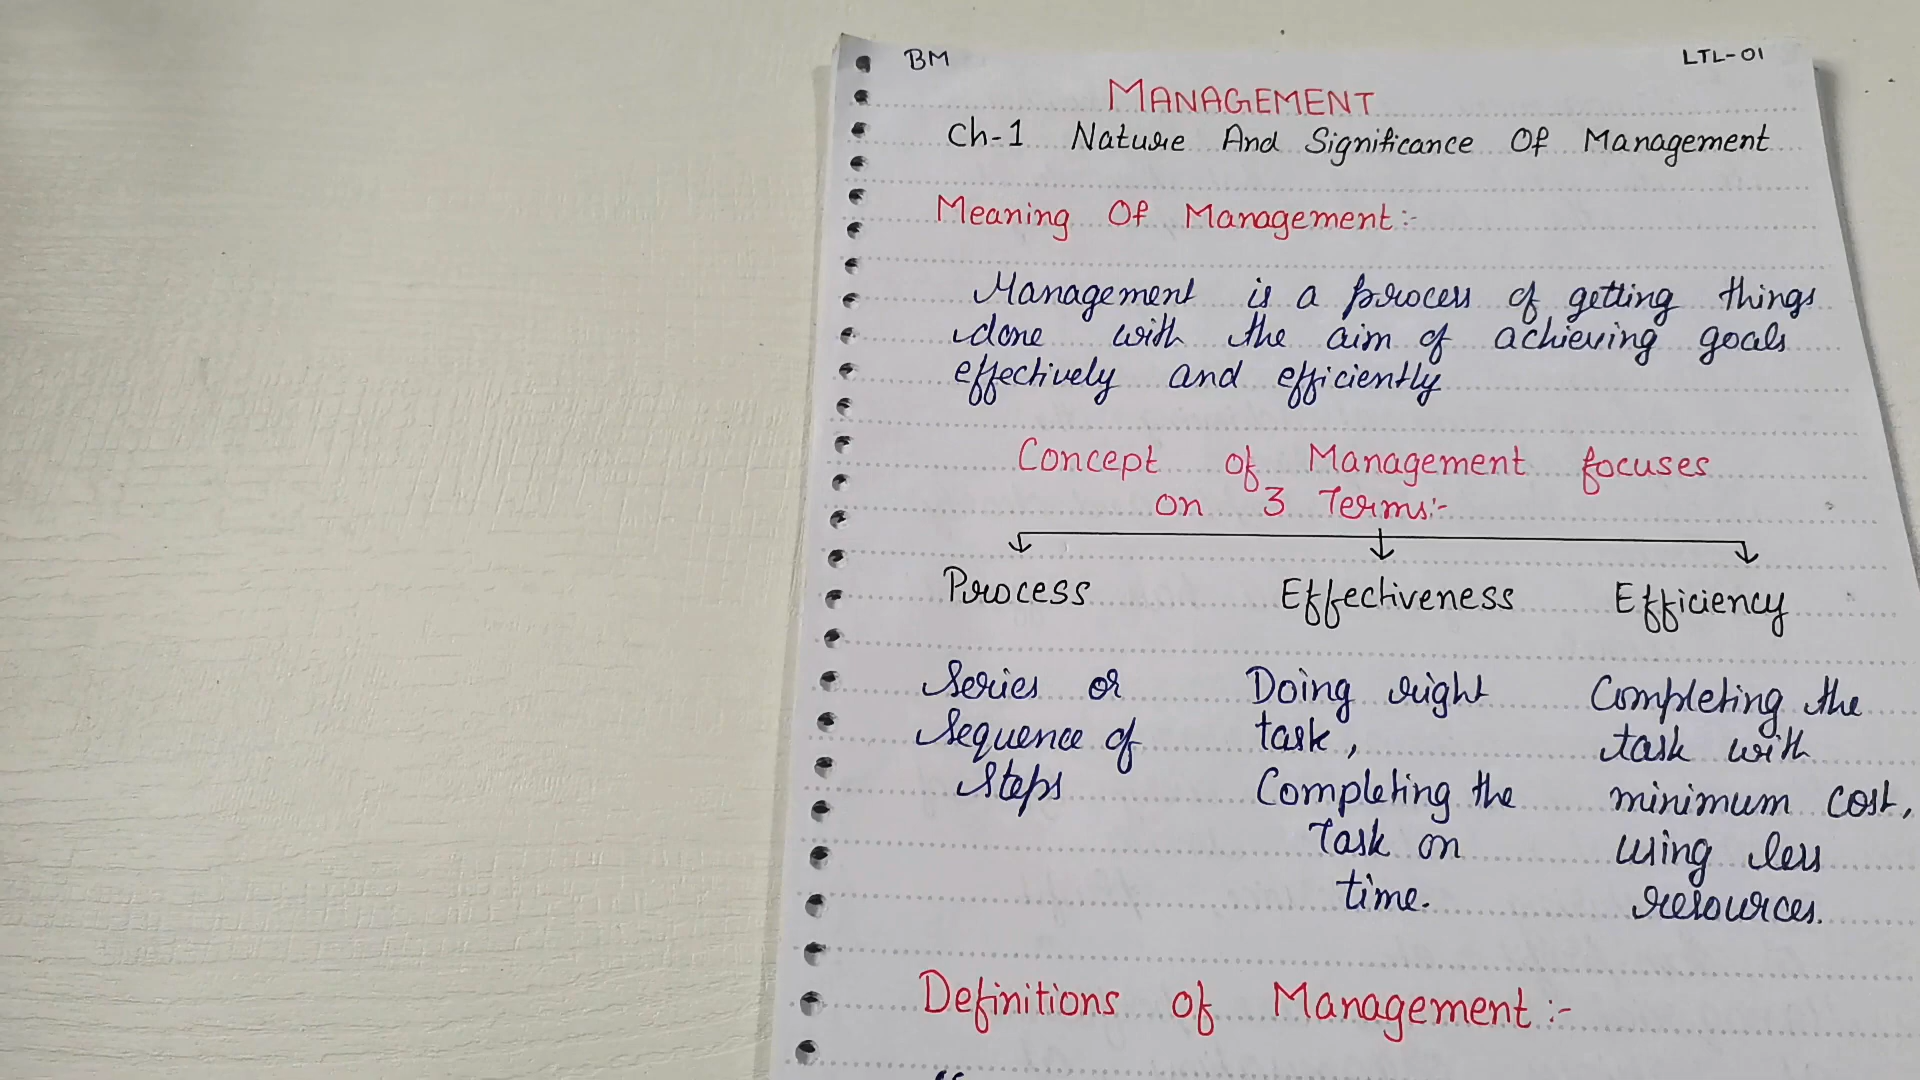 BM
LTL-01
MANAGEMENT
Ch-1 Nature And Significance Of Management
Meaning Of Management:-
Management is a process of getting things
done with the aim of achieving goals
effectively and efficiently
Concept of Management focuses
on 3 Terms:-
Process Effectiveness Efficiency
Series or Doing right Completing the
Sequence of task, task with
Steps Completing the minimum cost,
Task on using less
time. resources.
Definitions of Management:-
“